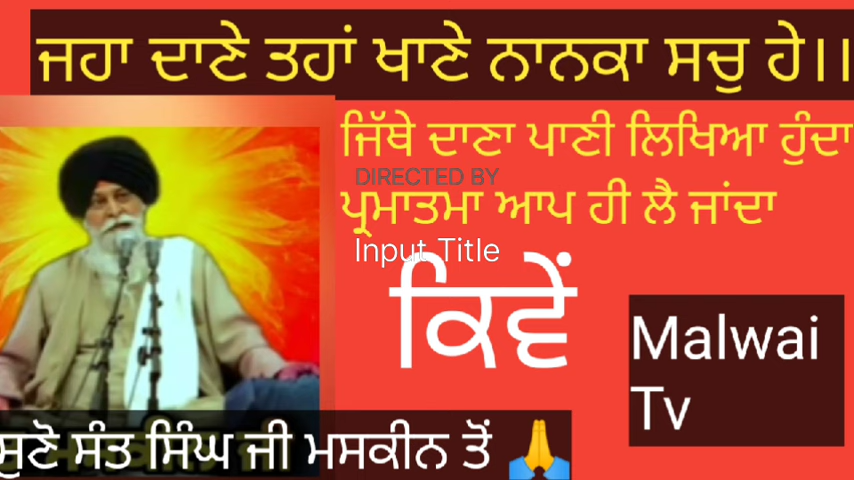 ਜਹਾ ਦਾਣੇ ਤਹਾਂ ਖਾਣੇ ਨਾਨਕਾ ਸਚੁ ਹੇ।।
ਜਿੱਥੇ ਦਾਣਾ ਪਾਣੀ ਲਿਖਿਆ ਹੁੰਦਾ
DIRECTED BY
ਪ੍ਰਮਾਤਮਾ ਆਪ ਹੀ ਲੈ ਜਾਂਦਾ
Input Title
ਕਿਵੇਂ
Malwai
Tv
ਸੁਣੋ ਸੰਤ ਸਿੰਘ ਜੀ ਮਸਕੀਨ ਤੋਂ 🙏